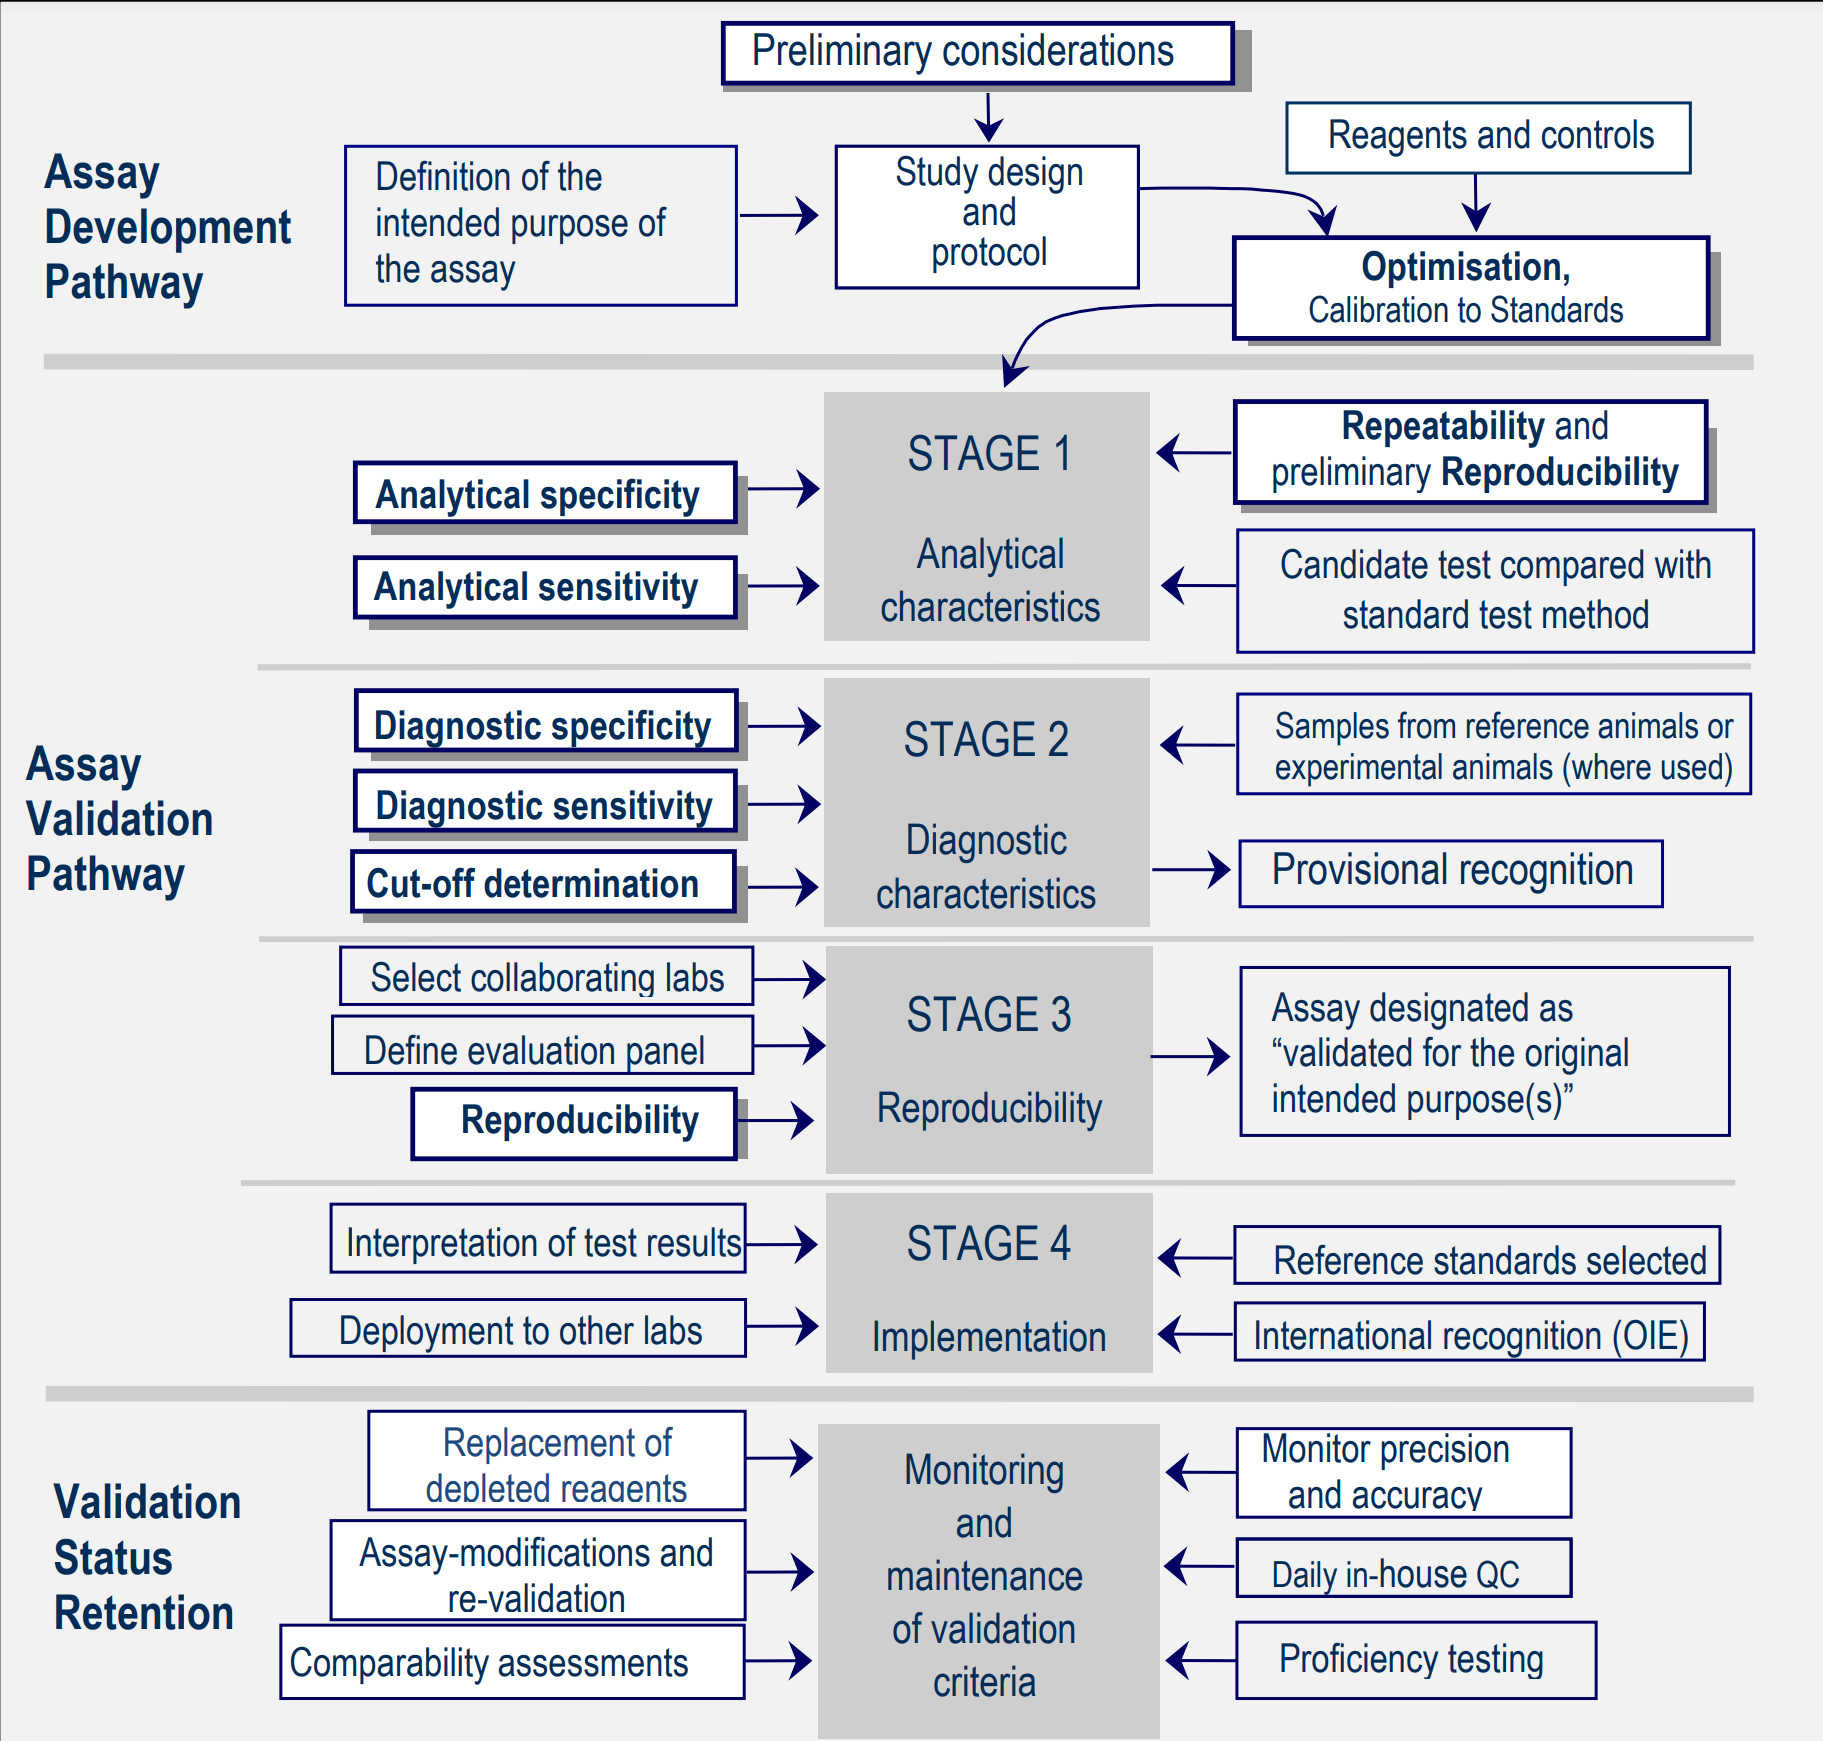 Preliminary considerations
Reagents and controls
Assay
Development
Pathway
Definition of the
intended purpose of
the assay
Study design
and
protocol
Optimisation,
Calibration to Standards
Assay
Validation
Pathway
STAGE 1
Analytical
characteristics
Analytical specificity
Analytical sensitivity
Repeatability and
preliminary Reproducibility
Candidate test compared with
standard test method
Diagnostic specificity
Diagnostic sensitivity
Cut-off determination
STAGE 2
Diagnostic
characteristics
Samples from reference animals or
experimental animals (where used)
Provisional recognition
Select collaborating labs
Define evaluation panel
Reproducibility
STAGE 3
Reproducibility
Assay designated as
“validated for the original
intended purpose(s)”
Interpretation of test results
Deployment to other labs
STAGE 4
Implementation
Reference standards selected
International recognition (OIE)
Validation
Status
Retention
Replacement of
depleted reagents
Assay-modifications and
re-validation
Comparability assessments
Monitoring
and
maintenance
of validation
criteria
Monitor precision
and accuracy
Daily in-house QC
Proficiency testing